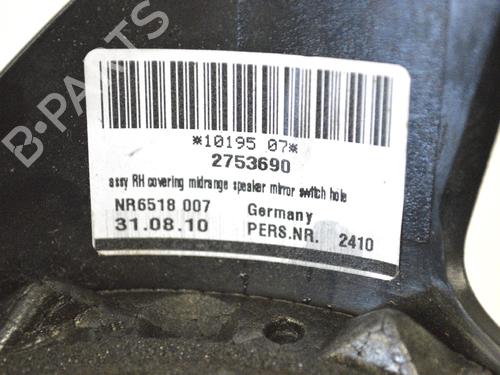 B-PARTS
*10195 07*
2753690
assy RH covering midrange speaker mirror switch hole
NR6518 007 Germany
31.08.10 PERS.NR. 2410